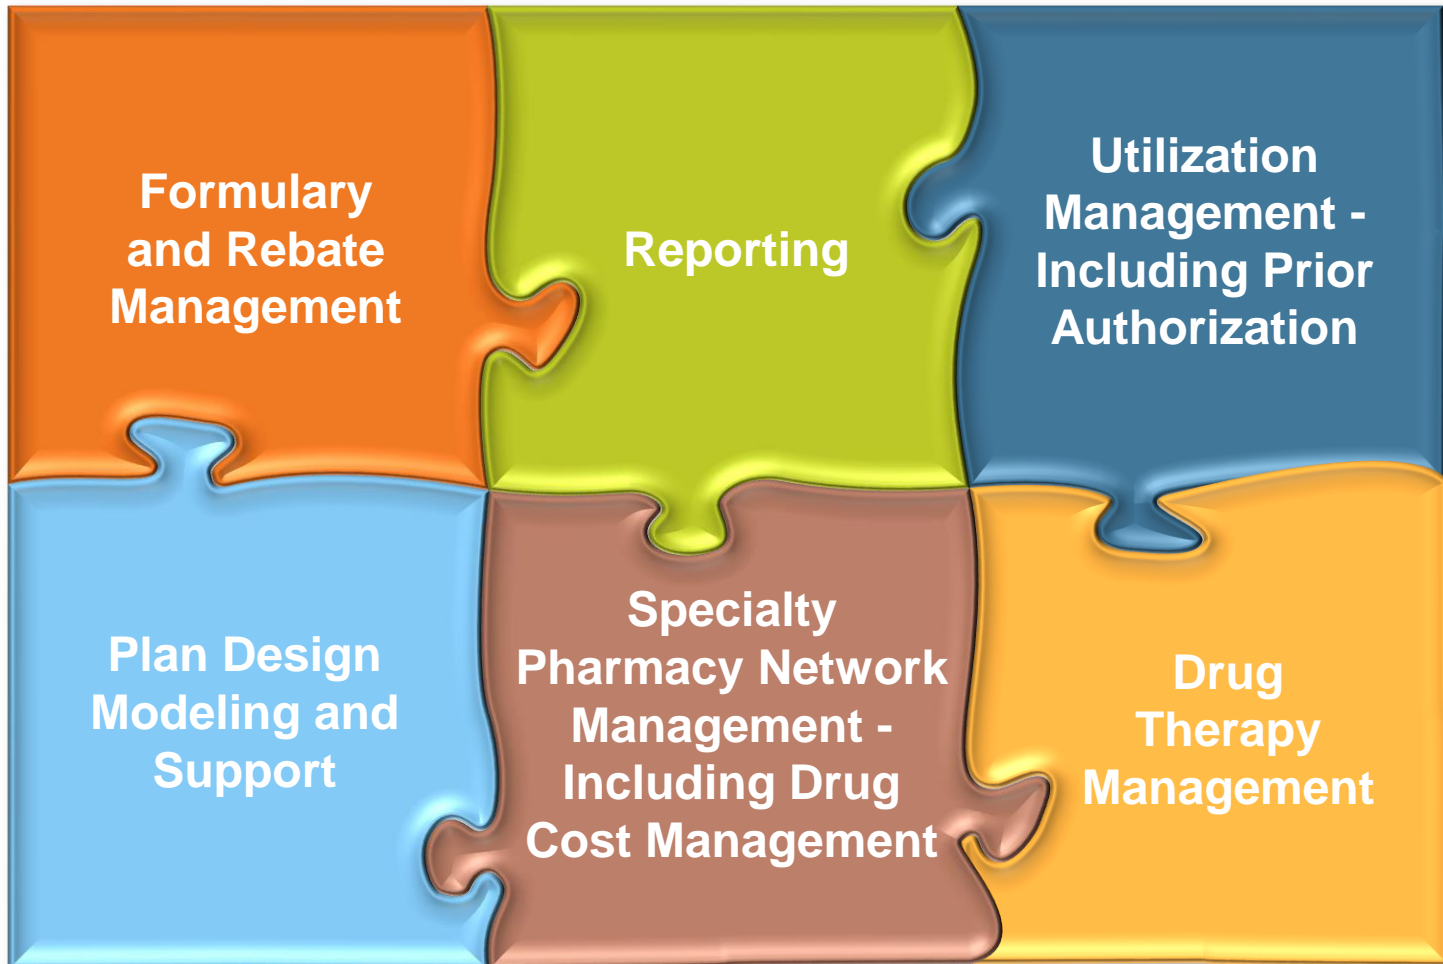 Formulary
and Rebate
Management
Reporting
Utilization
Management -
Including Prior
Authorization
Plan Design
Modeling and
Support
Specialty
Pharmacy Network
Management -
Including Drug
Cost Management
Drug
Therapy
Management